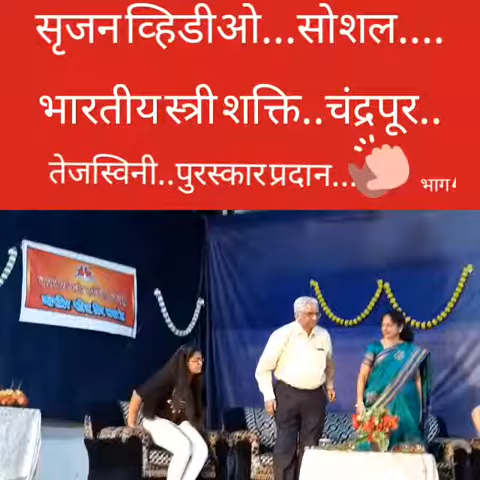 सृजन व्हिडीओ...सोशल....
भारतीय स्त्री शक्ति..चंद्रपूर..
तेजस्विनी..पुरस्कार प्रदान...
भाग